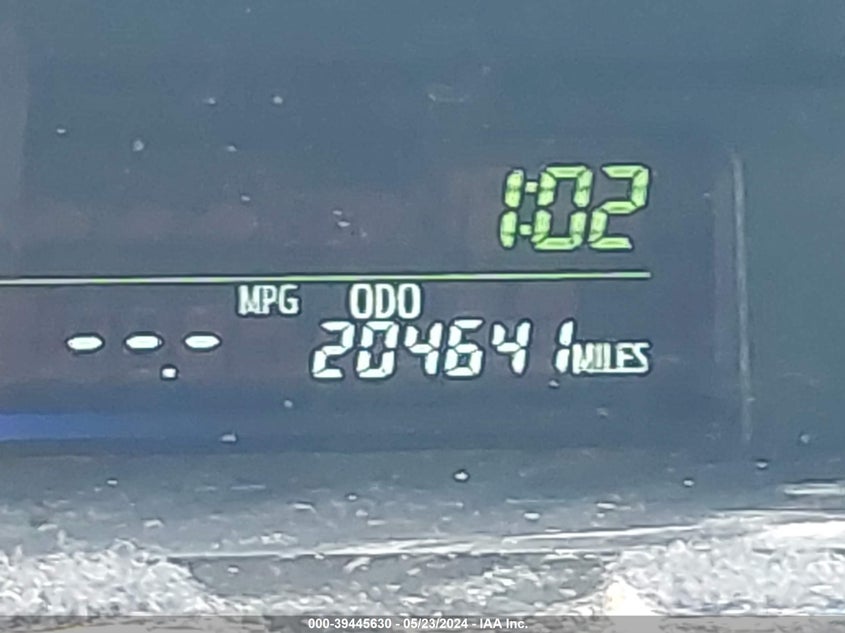 1:02
MPG ODO
--.- 204641 MILES
000-39445630 - 05/23/2024 - IAA Inc.